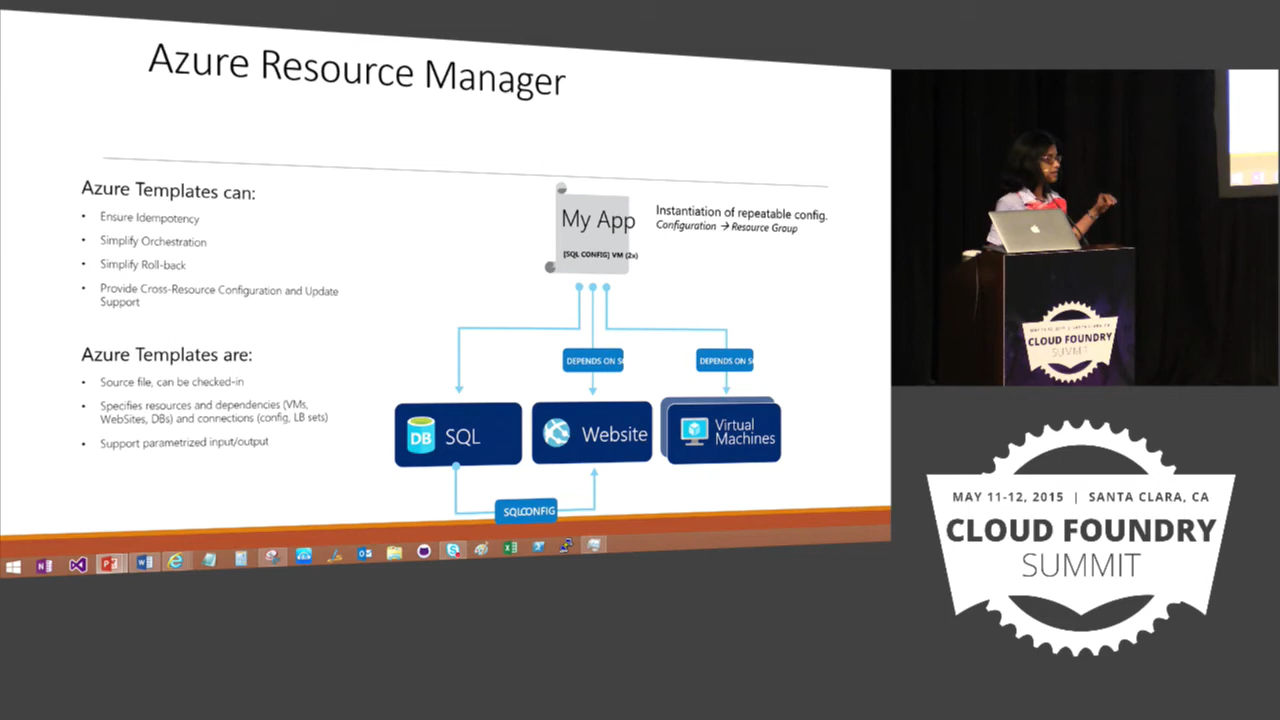 Azure Resource Manager
Azure Templates can:
Ensure Idempotency
Simplify Orchestration
Simplify Roll-back
Provide Cross-Resource Configuration and Update
Support
Azure Templates are:
Source file, can be checked-in
Specifies resources and dependencies (VMs,
WebSites, DBs) and connections (config, LB sets)
Support parametrized input/output
My App
[SQL CONFIG] VM (2x)
Instantiation of repeatable config.
Configuration → Resource Group
DEPENDS ON S
DEPENDS ON S
DB SQL
Website
Virtual
Machines
SQLCONFIG
CLOUD FOUNDRY
SUMMIT
MAY 11-12, 2015 | SANTA CLARA, CA
CLOUD FOUNDRY
SUMMIT